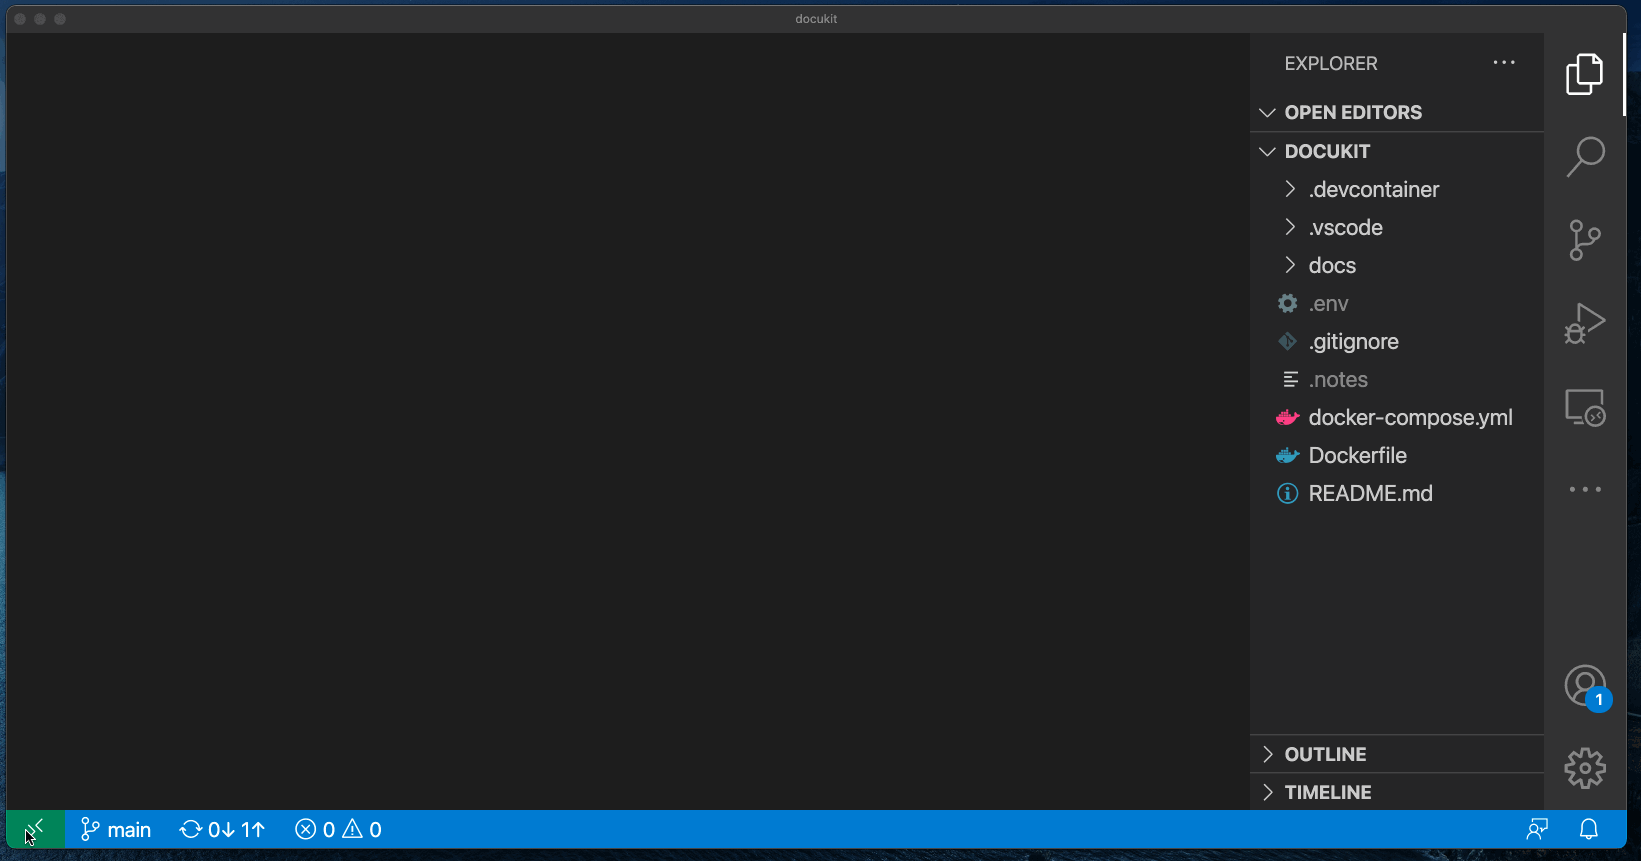 docukit
EXPLORER
OPEN EDITORS
DOCUKIT
.devcontainer
.vscode
docs
.env
.gitignore
.notes
docker-compose.yml
Dockerfile
README.md
1
OUTLINE
TIMELINE
main 0↓ 1↑ 0 0